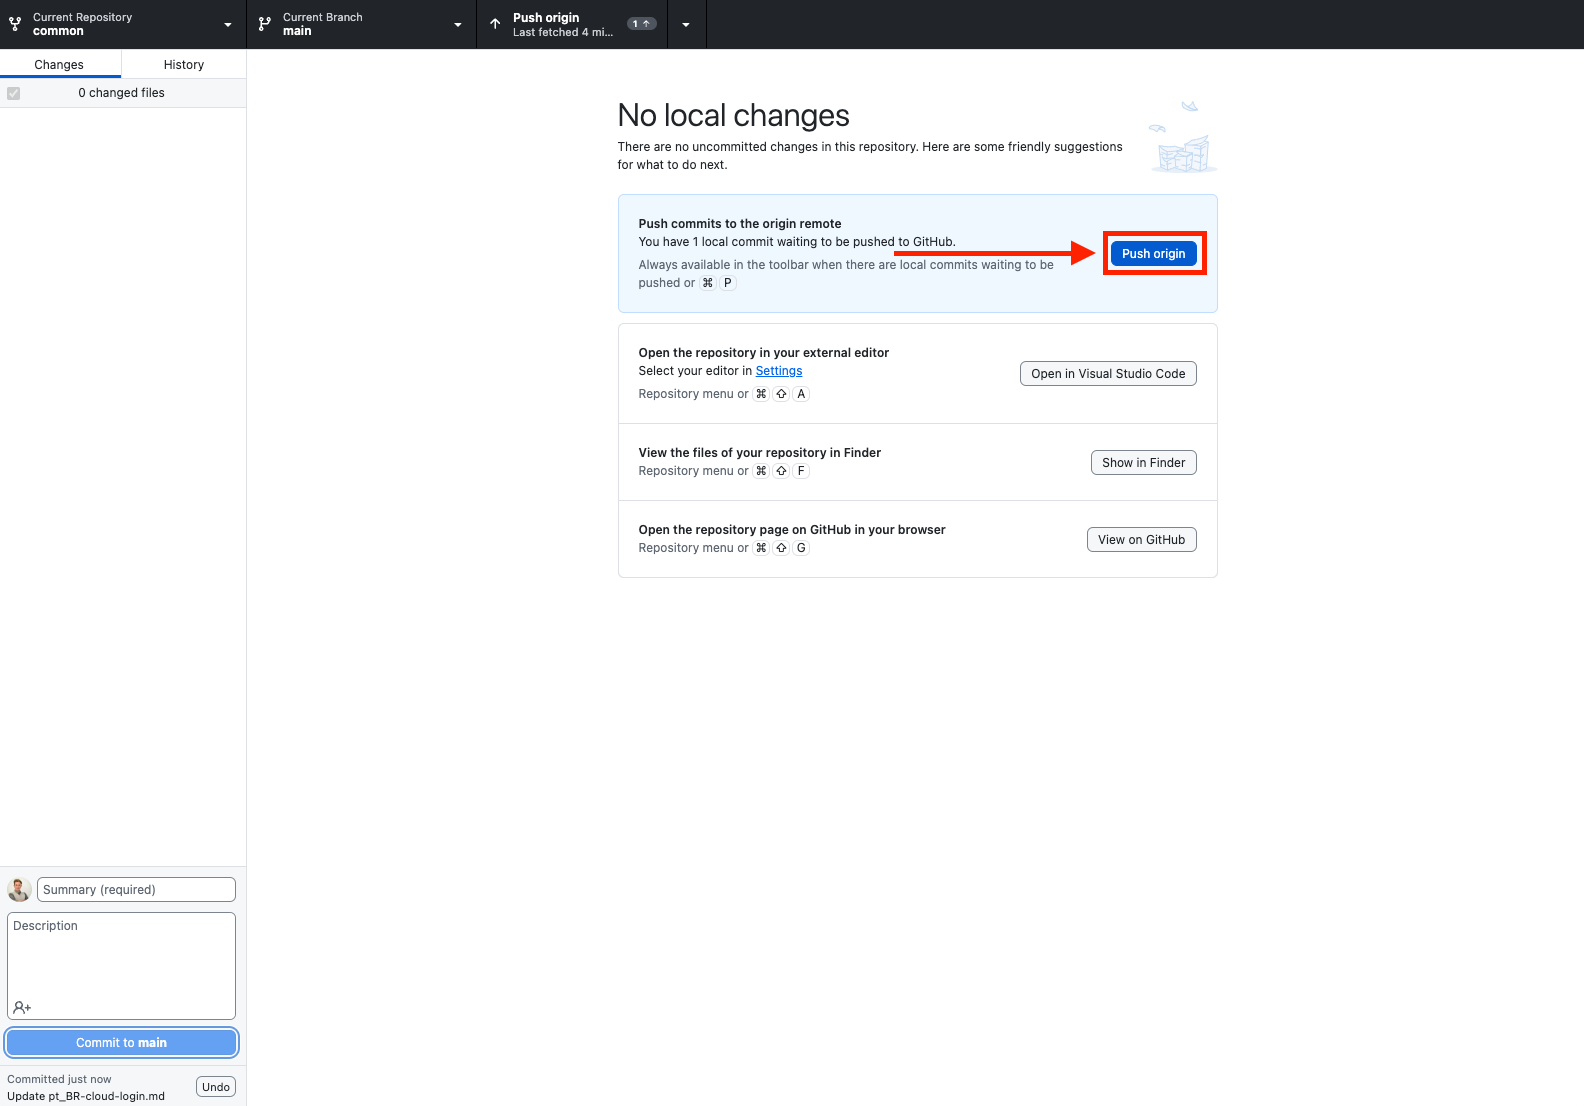 Current Repository
common
Current Branch
main
Push origin
Last fetched 4 mi...
1
Changes
History
0 changed files
No local changes
There are no uncommitted changes in this repository. Here are some friendly suggestions
for what to do next.
Push commits to the origin remote
You have 1 local commit waiting to be pushed to GitHub.
Always available in the toolbar when there are local commits waiting to be
pushed or ⌘ P
Push origin
Open the repository in your external editor
Select your editor in Settings
Repository menu or ⌘ ⇧ A
Open in Visual Studio Code
View the files of your repository in Finder
Repository menu or ⌘ ⇧ F
Show in Finder
Open the repository page on GitHub in your browser
Repository menu or ⌘ ⇧ G
View on GitHub
Summary (required)
Description
Commit to main
Committed just now
Update pt_BR-cloud-login.md
Undo